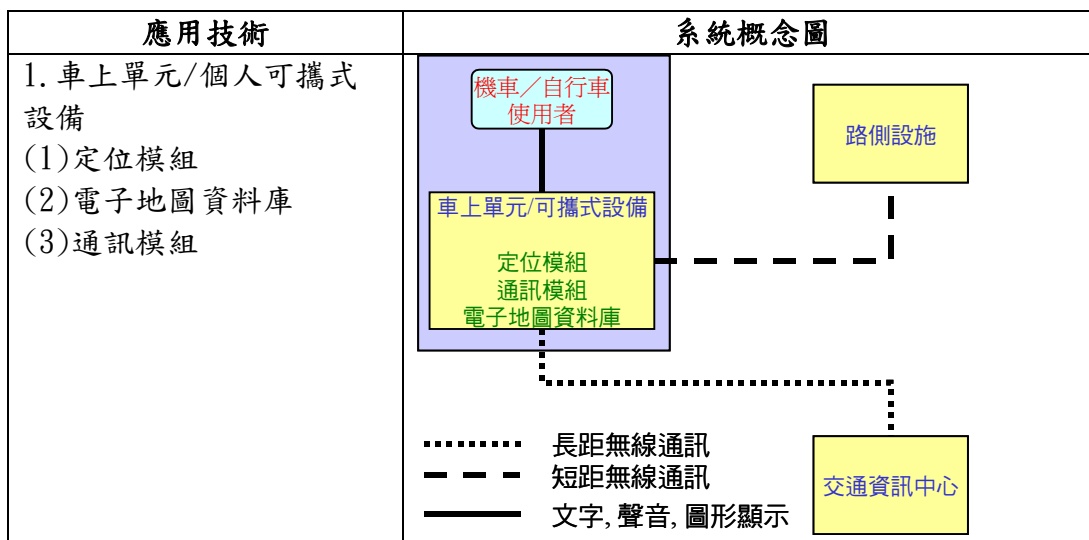 應用技術
系統概念圖
1.車上單元/個人可攜式
設備
(1)定位模組
(2)電子地圖資料庫
(3)通訊模組
機車／自行車
使用者
車上單元/可攜式設備
定位模組
通訊模組
電子地圖資料庫
路側設施
交通資訊中心
長距無線通訊
短距無線通訊
文字, 聲音, 圖形顯示